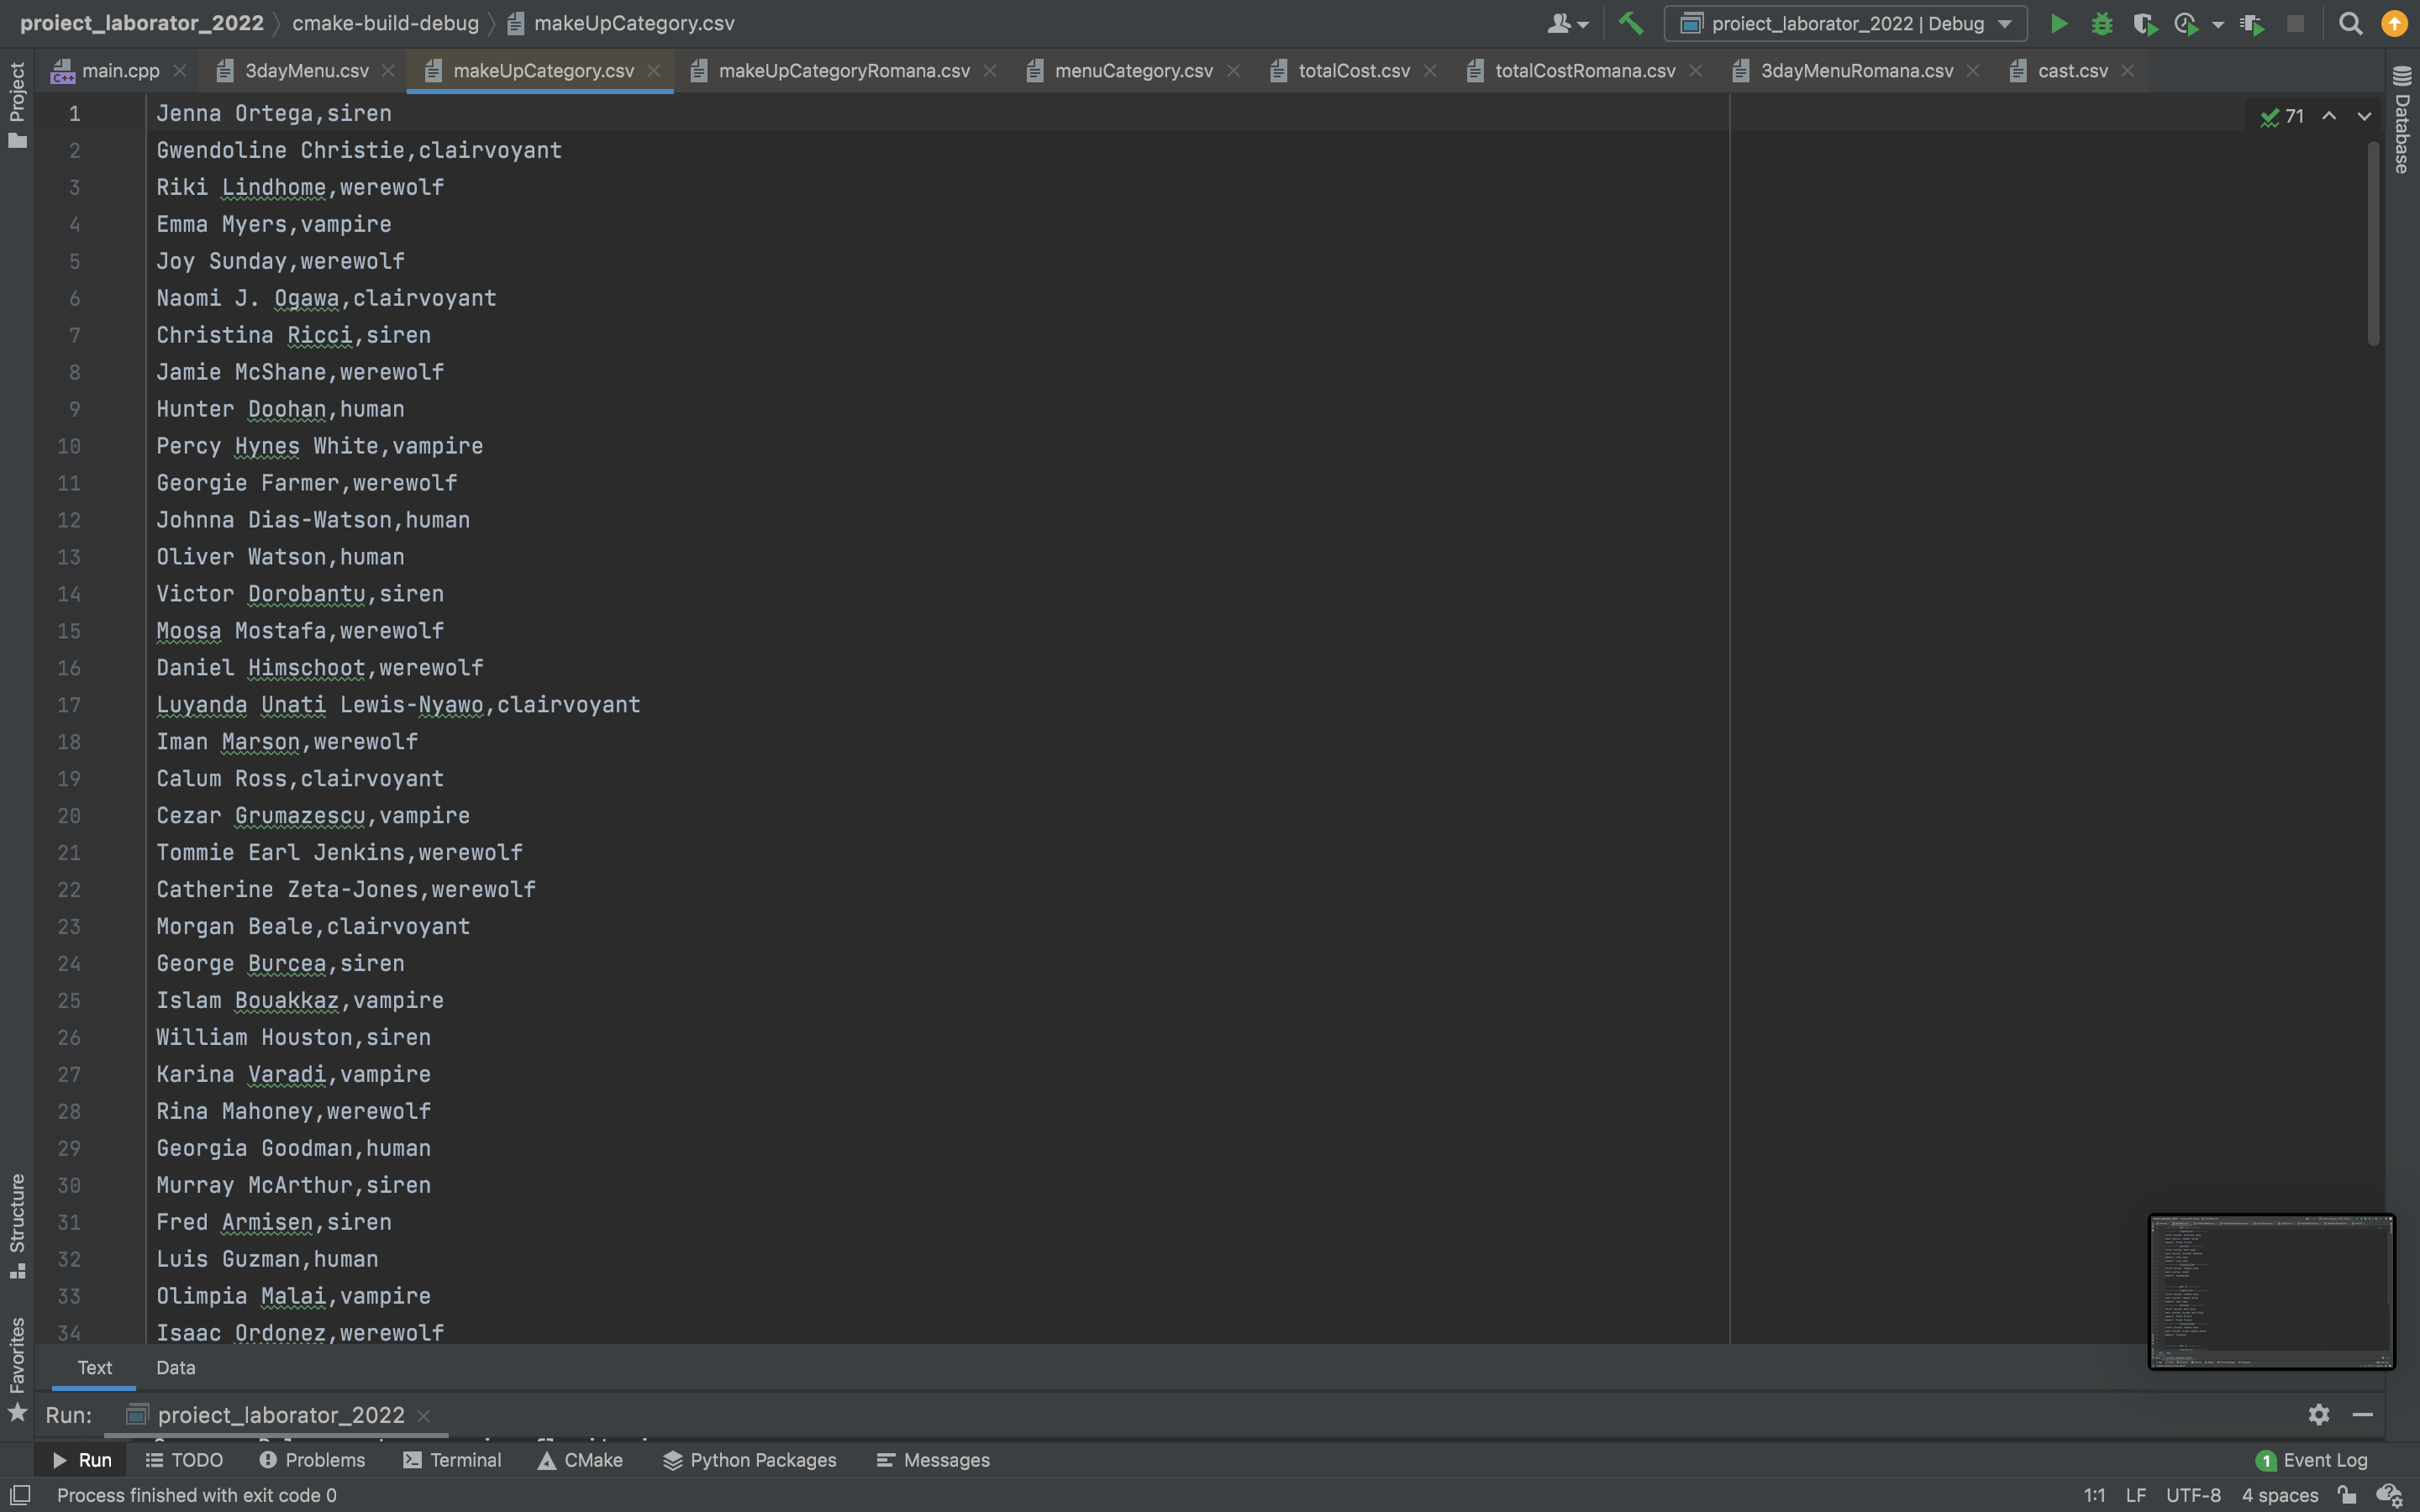 proiect_laborator_2022 cmake-build-debug makeUpCategory.csv proiect_laborator_2022 | Debug
main.cpp 3dayMenu.csv makeUpCategory.csv makeUpCategoryRomana.csv menuCategory.csv totalCost.csv totalCostRomana.csv 3dayMenuRomana.csv cast.csv
Project
Database
71
1 Jenna Ortega,siren
2 Gwendoline Christie,clairvoyant
3 Riki Lindhome,werewolf
4 Emma Myers,vampire
5 Joy Sunday,werewolf
6 Naomi J. Ogawa,clairvoyant
7 Christina Ricci,siren
8 Jamie McShane,werewolf
9 Hunter Doohan,human
10 Percy Hynes White,vampire
11 Georgie Farmer,werewolf
12 Johnna Dias-Watson,human
13 Oliver Watson,human
14 Victor Dorobantu,siren
15 Moosa Mostafa,werewolf
16 Daniel Himschoot,werewolf
17 Luyanda Unati Lewis-Nyawo,clairvoyant
18 Iman Marson,werewolf
19 Calum Ross,clairvoyant
20 Cezar Grumazescu,vampire
21 Tommie Earl Jenkins,werewolf
22 Catherine Zeta-Jones,werewolf
23 Morgan Beale,clairvoyant
24 George Burcea,siren
25 Islam Bouakkaz,vampire
26 William Houston,siren
27 Karina Varadi,vampire
28 Rina Mahoney,werewolf
29 Georgia Goodman,human
30 Murray McArthur,siren
31 Fred Armisen,siren
32 Luis Guzman,human
33 Olimpia Malai,vampire
34 Isaac Ordonez,werewolf
Structure
Favorites
Text Data
Run: proiect_laborator_2022
Run TODO Problems Terminal CMake Python Packages Messages 1 Event Log
Process finished with exit code 0 1:1 LF UTF-8 4 spaces